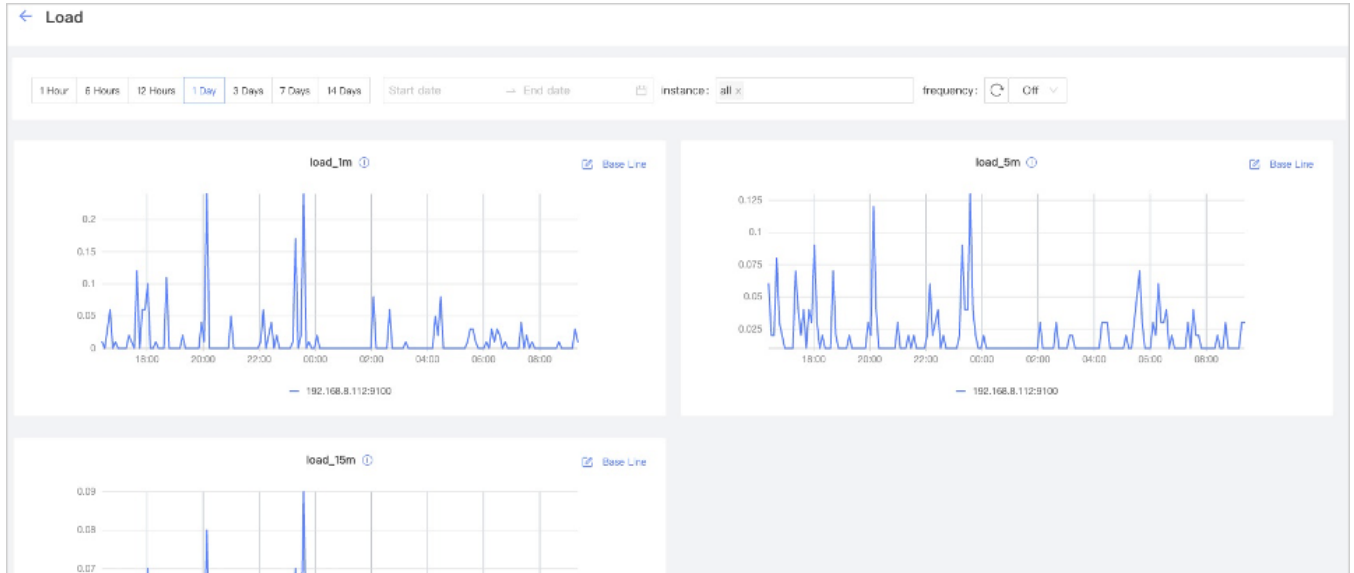 ← Load
1 Hour 6 Hours 12 Hours 1 Day 3 Days 7 Days 14 Days Start date → End date instance: all × frequency: Off
load_1m Base Line
0.2
0.15
0.1
0.05
0
18:00 20:00 22:00 00:00 02:00 04:00 06:00 08:00
192.168.8.112:9100
load_5m Base Line
0.125
0.1
0.075
0.05
0.025
18:00 20:00 22:00 00:00 02:00 04:00 06:00 08:00
192.168.8.112:9100
load_15m Base Line
0.09
0.08
0.07